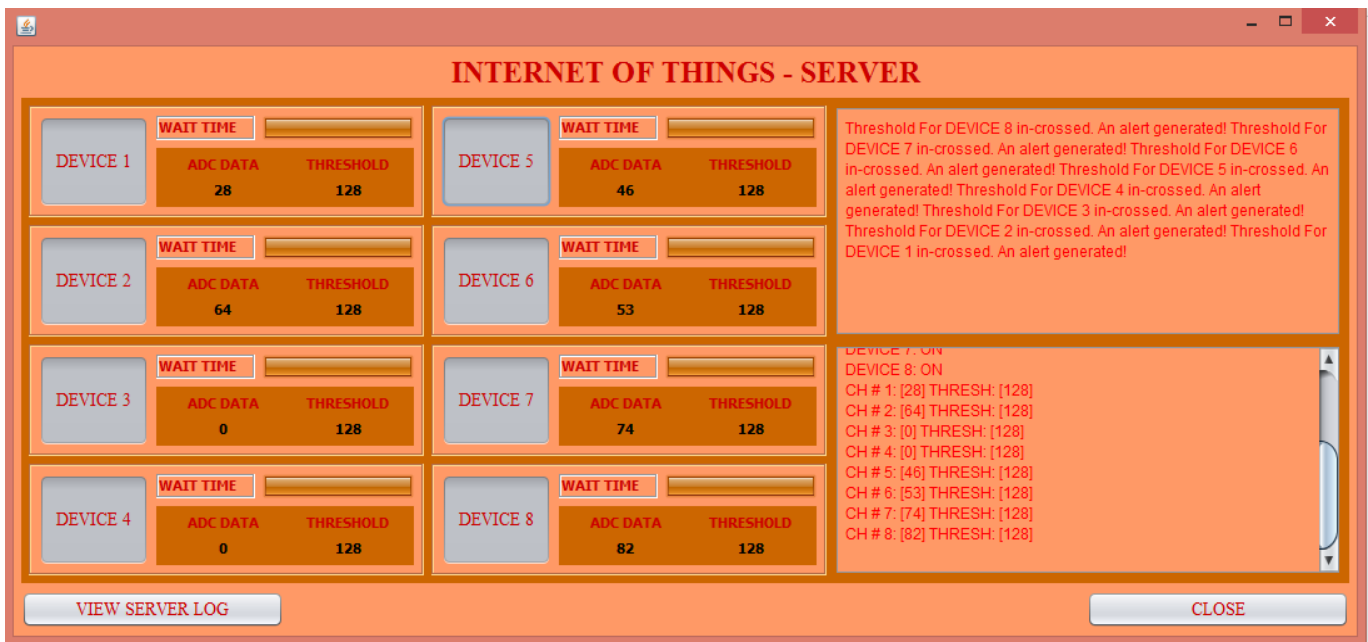 INTERNET OF THINGS - SERVER
DEVICE 1
WAIT TIME
ADC DATA THRESHOLD
28 128
DEVICE 2
WAIT TIME
ADC DATA THRESHOLD
64 128
DEVICE 3
WAIT TIME
ADC DATA THRESHOLD
0 128
DEVICE 4
WAIT TIME
ADC DATA THRESHOLD
0 128
DEVICE 5
WAIT TIME
ADC DATA THRESHOLD
46 128
DEVICE 6
WAIT TIME
ADC DATA THRESHOLD
53 128
DEVICE 7
WAIT TIME
ADC DATA THRESHOLD
74 128
DEVICE 8
WAIT TIME
ADC DATA THRESHOLD
82 128
Threshold For DEVICE 8 in-crossed. An alert generated! Threshold For
DEVICE 7 in-crossed. An alert generated! Threshold For DEVICE 6
in-crossed. An alert generated! Threshold For DEVICE 5 in-crossed. An
alert generated! Threshold For DEVICE 4 in-crossed. An alert
generated! Threshold For DEVICE 3 in-crossed. An alert generated!
Threshold For DEVICE 2 in-crossed. An alert generated! Threshold For
DEVICE 1 in-crossed. An alert generated!
DEVICE 7: ON
DEVICE 8: ON
CH # 1: [28] THRESH: [128]
CH # 2: [64] THRESH: [128]
CH # 3: [0] THRESH: [128]
CH # 4: [0] THRESH: [128]
CH # 5: [46] THRESH: [128]
CH # 6: [53] THRESH: [128]
CH # 7: [74] THRESH: [128]
CH # 8: [82] THRESH: [128]
VIEW SERVER LOG
CLOSE